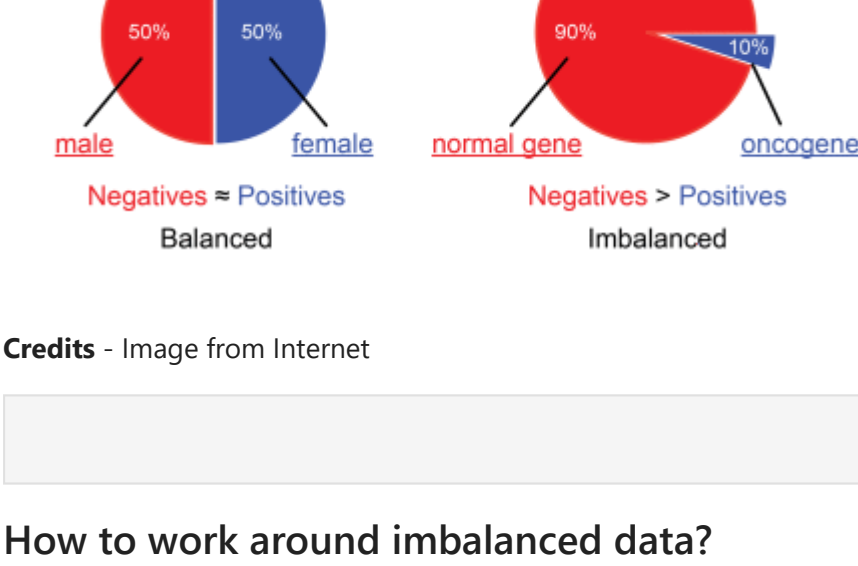 50% 50% 90% 10%
male female normal gene oncogene
Negatives ≈ Positives Negatives > Positives
Balanced Imbalanced
Credits - Image from Internet
How to work around imbalanced data?